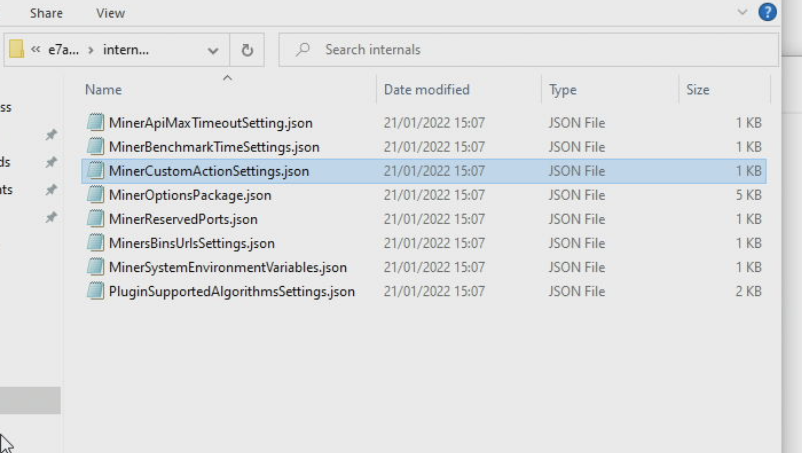 Share View
« e7a... › intern... Search internals
Name Date modified Type Size
ss
MinerApiMaxTimeoutSetting.json 21/01/2022 15:07 JSON File 1 KB
MinerBenchmarkTimeSettings.json 21/01/2022 15:07 JSON File 1 KB
ds MinerCustomActionSettings.json 21/01/2022 15:07 JSON File 1 KB
nts MinerOptionsPackage.json 21/01/2022 15:07 JSON File 5 KB
MinerReservedPorts.json 21/01/2022 15:07 JSON File 1 KB
MinersBinsUrlsSettings.json 21/01/2022 15:07 JSON File 1 KB
MinerSystemEnvironmentVariables.json 21/01/2022 15:07 JSON File 1 KB
PluginSupportedAlgorithmsSettings.json 21/01/2022 15:07 JSON File 2 KB